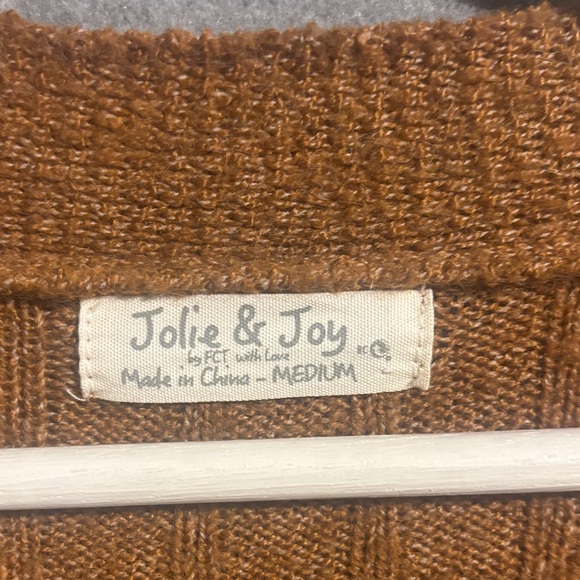 Jolie & Joy
by FCT with Love
Made in China - MEDIUM